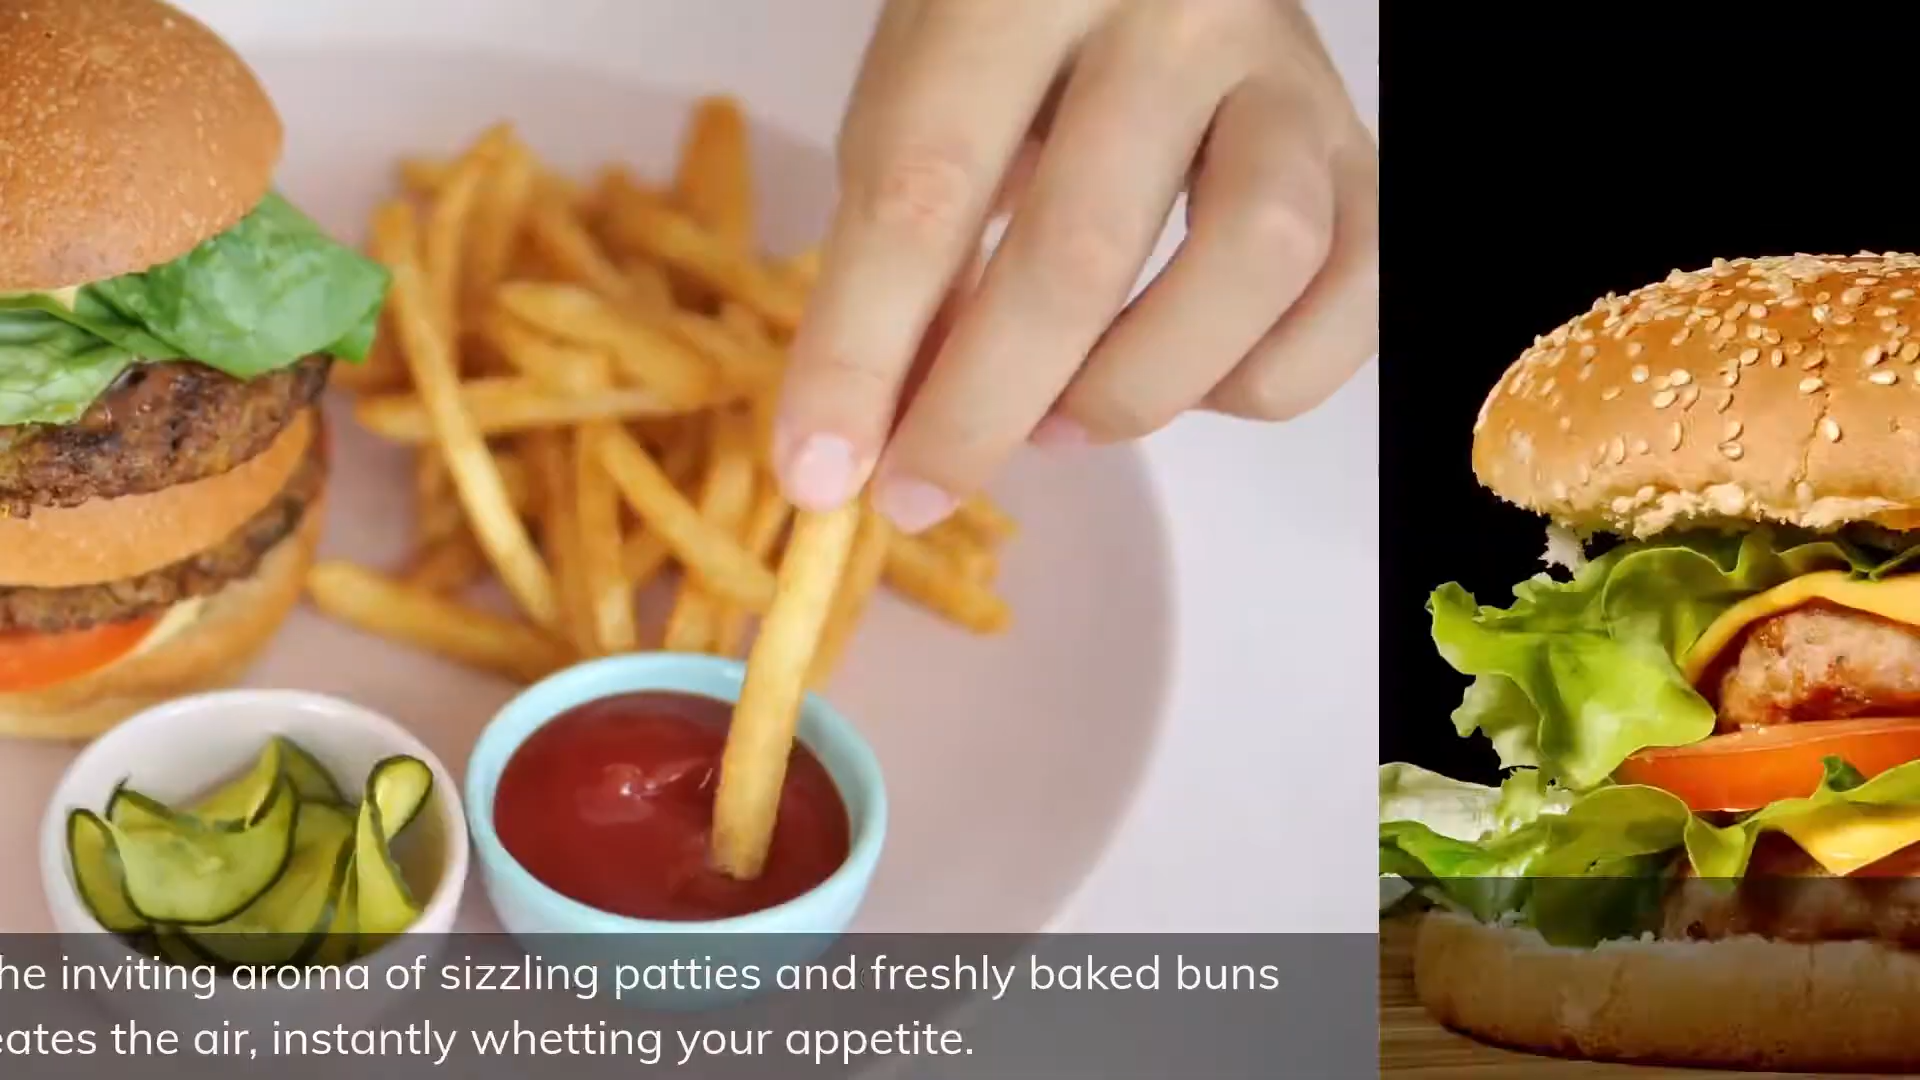 he inviting aroma of sizzling patties and freshly baked buns
eates the air, instantly whetting your appetite.